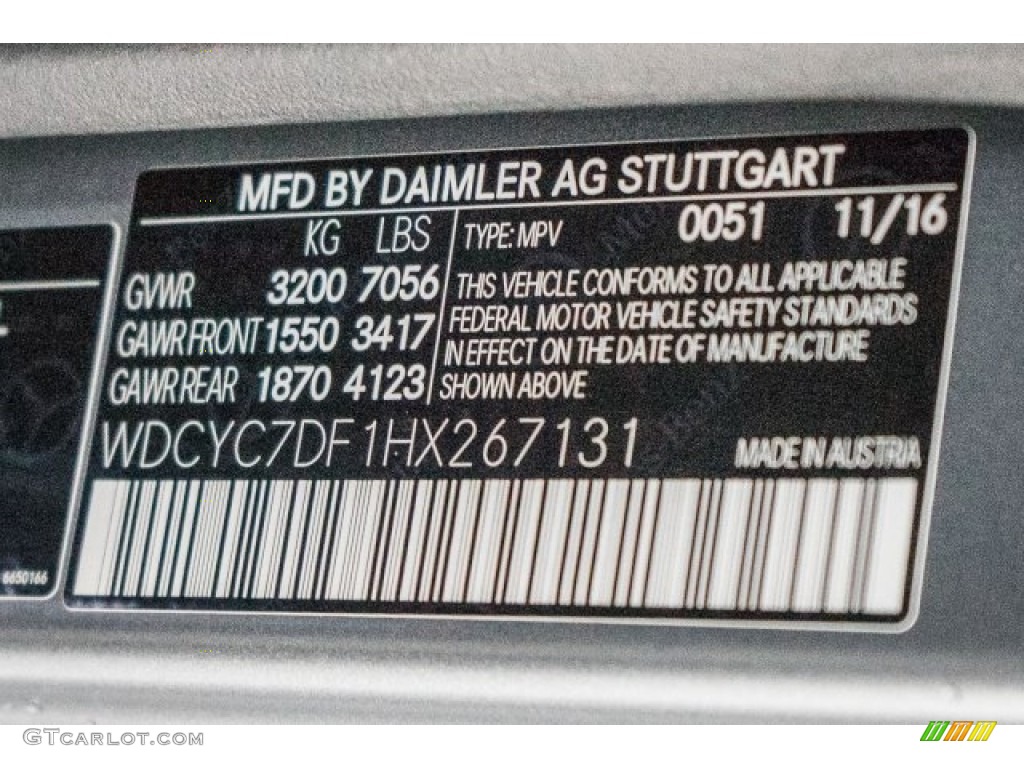 MFD BY DAIMLER AG STUTTGART
KG LBS
TYPE: MPV 0051 11/16
GVWR 3200 7056
GAWR FRONT 1550 3417
GAWR REAR 1870 4123
THIS VEHICLE CONFORMS TO ALL APPLICABLE
FEDERAL MOTOR VEHICLE SAFETY STANDARDS
IN EFFECT ON THE DATE OF MANUFACTURE
SHOWN ABOVE
WDCYC7DF1HX267131
MADE IN AUSTRIA
6650166
GTCARLOT.COM